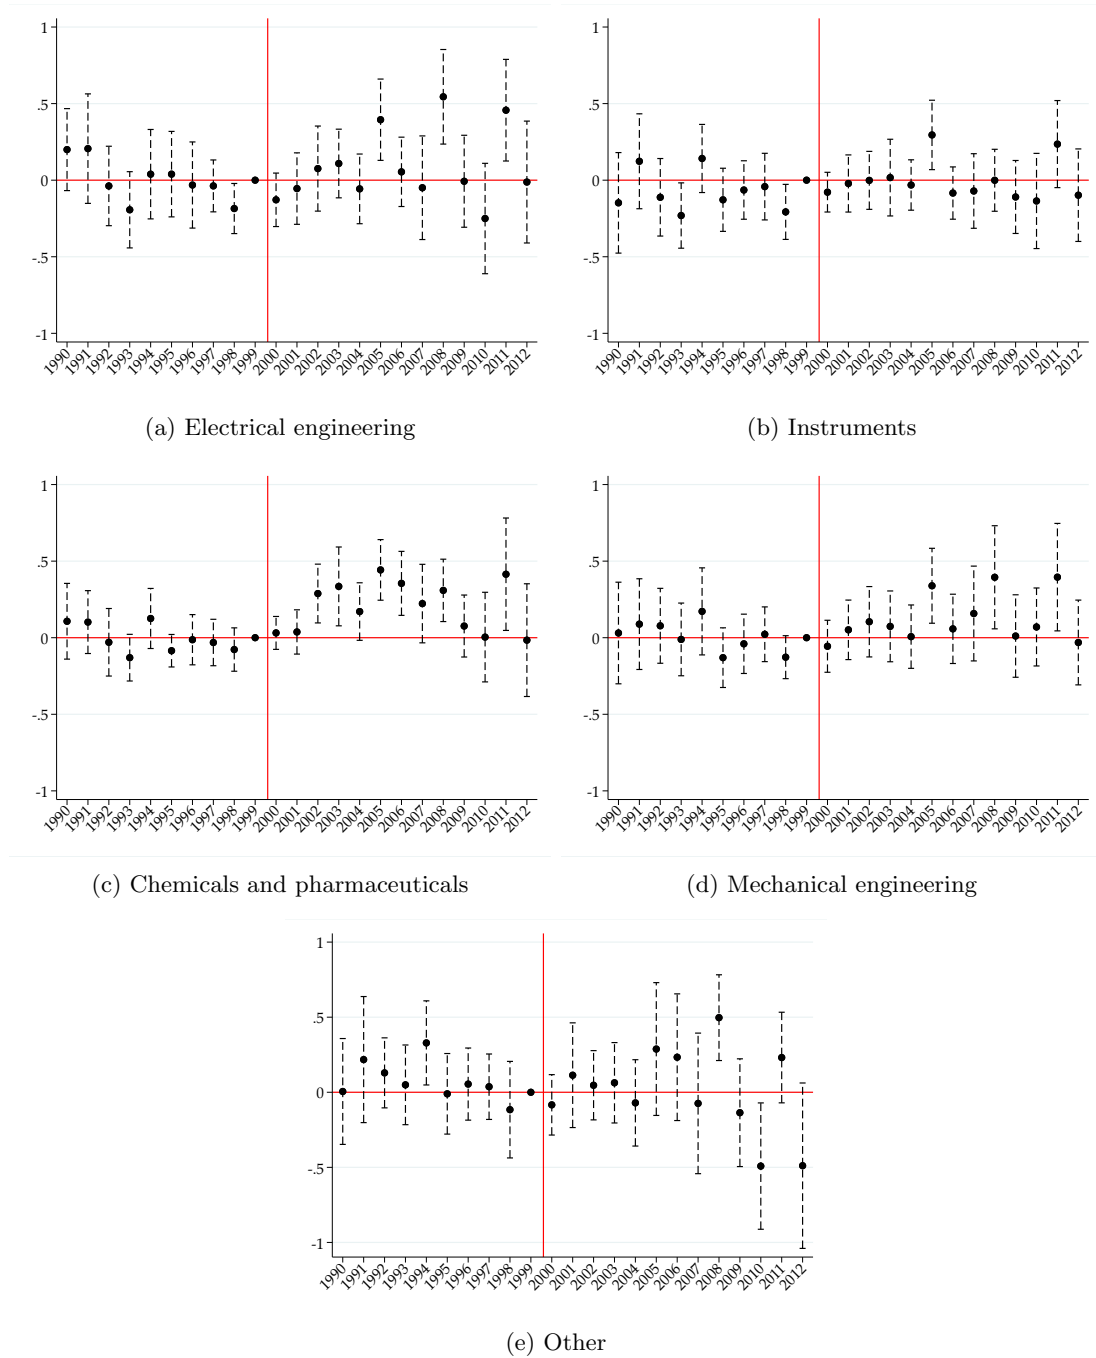 1
.5
0
-.5
-1
1990 1991 1992 1993 1994 1995 1996 1997 1998 1999 2000 2001 2002 2003 2004 2005 2006 2007 2008 2009 2010 2011 2012
(a) Electrical engineering
1
.5
0
-.5
-1
1990 1991 1992 1993 1994 1995 1996 1997 1998 1999 2000 2001 2002 2003 2004 2005 2006 2007 2008 2009 2010 2011 2012
(b) Instruments
1
.5
0
-.5
-1
1990 1991 1992 1993 1994 1995 1996 1997 1998 1999 2000 2001 2002 2003 2004 2005 2006 2007 2008 2009 2010 2011 2012
(c) Chemicals and pharmaceuticals
1
.5
0
-.5
-1
1990 1991 1992 1993 1994 1995 1996 1997 1998 1999 2000 2001 2002 2003 2004 2005 2006 2007 2008 2009 2010 2011 2012
(d) Mechanical engineering
1
.5
0
-.5
-1
1990 1991 1992 1993 1994 1995 1996 1997 1998 1999 2000 2001 2002 2003 2004 2005 2006 2007 2008 2009 2010 2011 2012
(e) Other